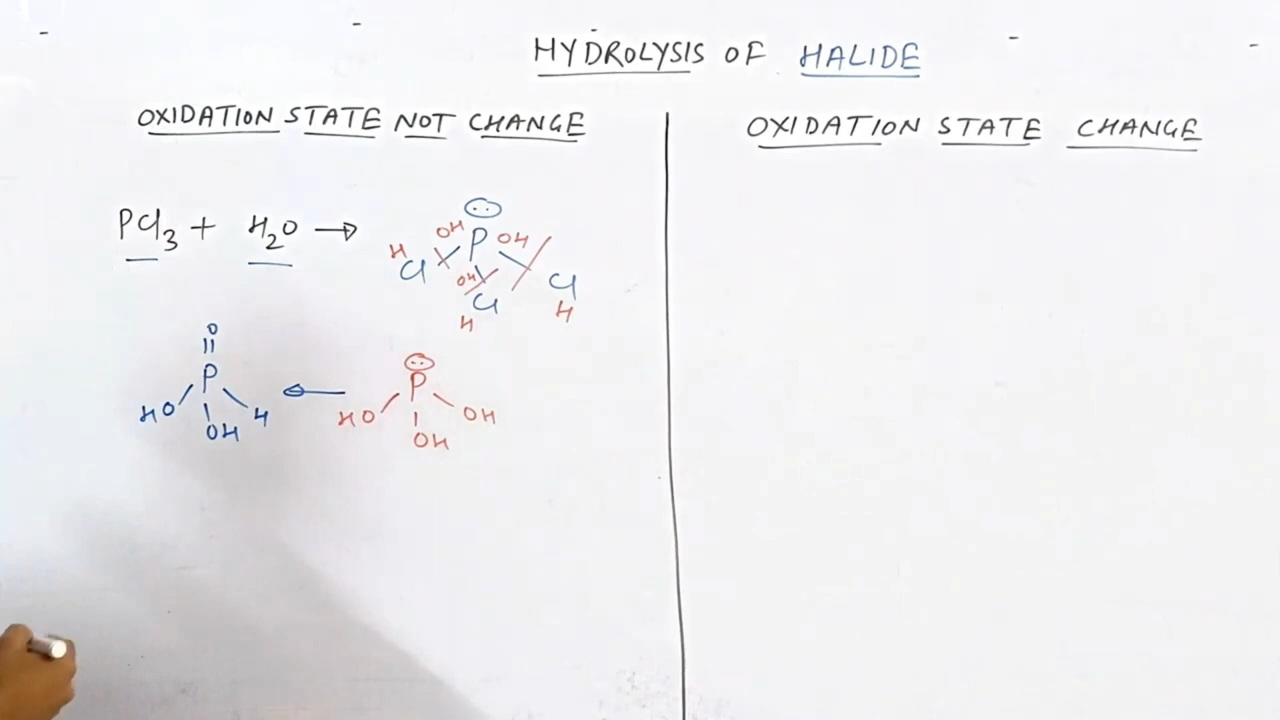 HYDROLYSIS OF HALIDE
OXIDATION STATE NOT CHANGE
OXIDATION STATE CHANGE
PCl3 + H2O →
OH P OH
H Cl OH Cl
Cl H
H
O
P
HO H
OH
P
HO OH
OH